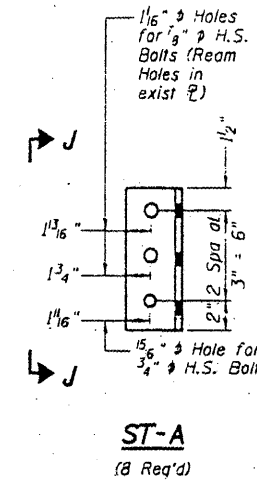 1 1/16" ϕ Holes
for 7/8" ϕ H.S.
Bolts (Ream
Holes in
exist ℞)
J
1 1/2"
1 13/16"
1 3/4"
1 11/16"
2 Spa at
3" = 6"
2"
15/16" ϕ Hole for
3/4" ϕ H.S. Bolt
J
ST-A
(8 Req'd)